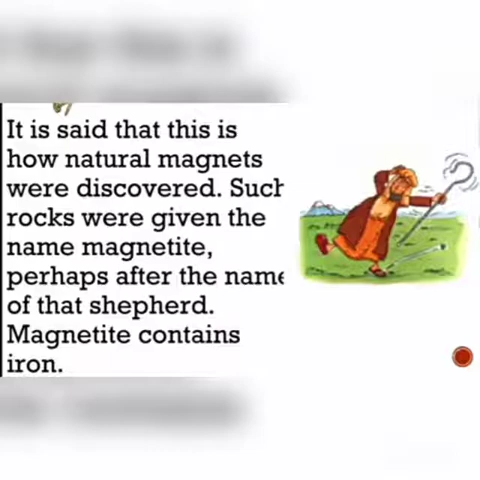 It is said that this is
how natural magnets
were discovered. Such
rocks were given the
name magnetite,
perhaps after the name
of that shepherd.
Magnetite contains
iron.